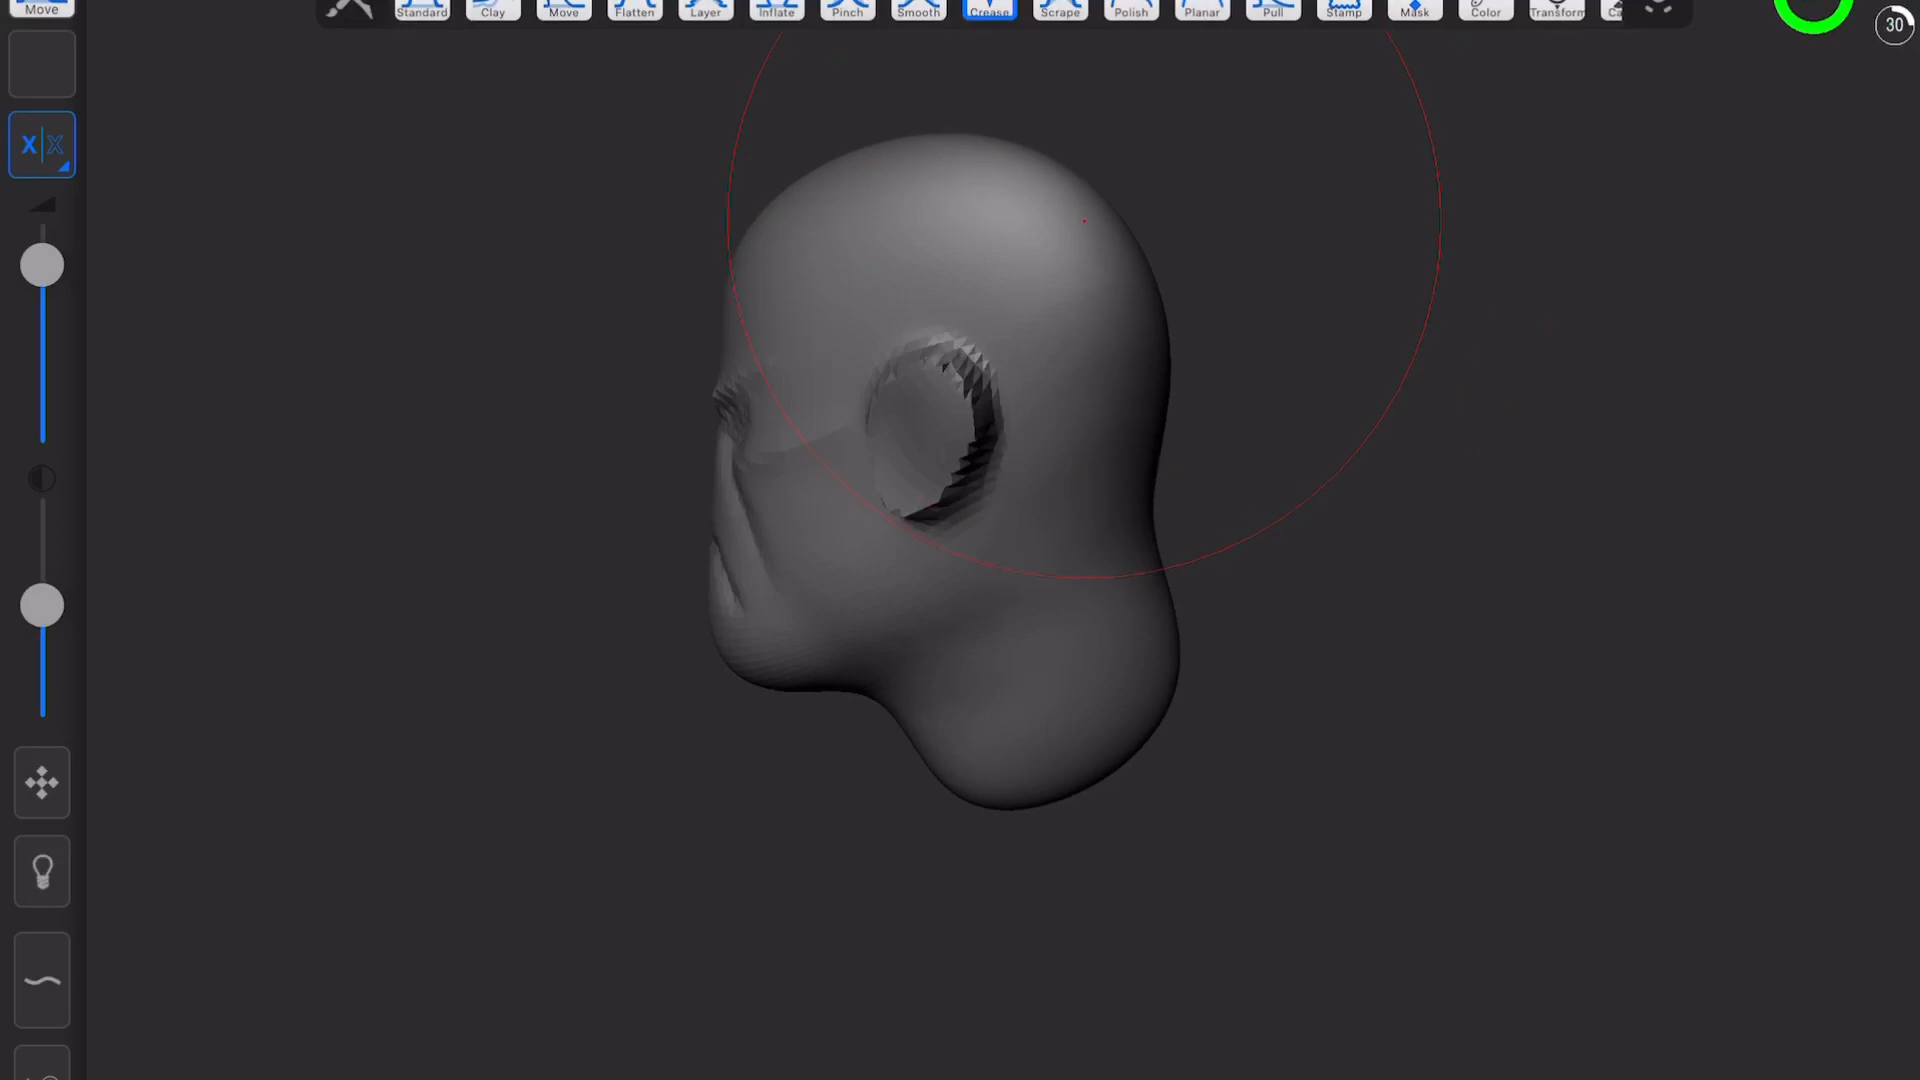 Move
Standard Clay Move Flatten Layer Inflate Pinch Smooth Crease Scrape Polish Planar Pull Stamp Mask Color Transform
30
X X